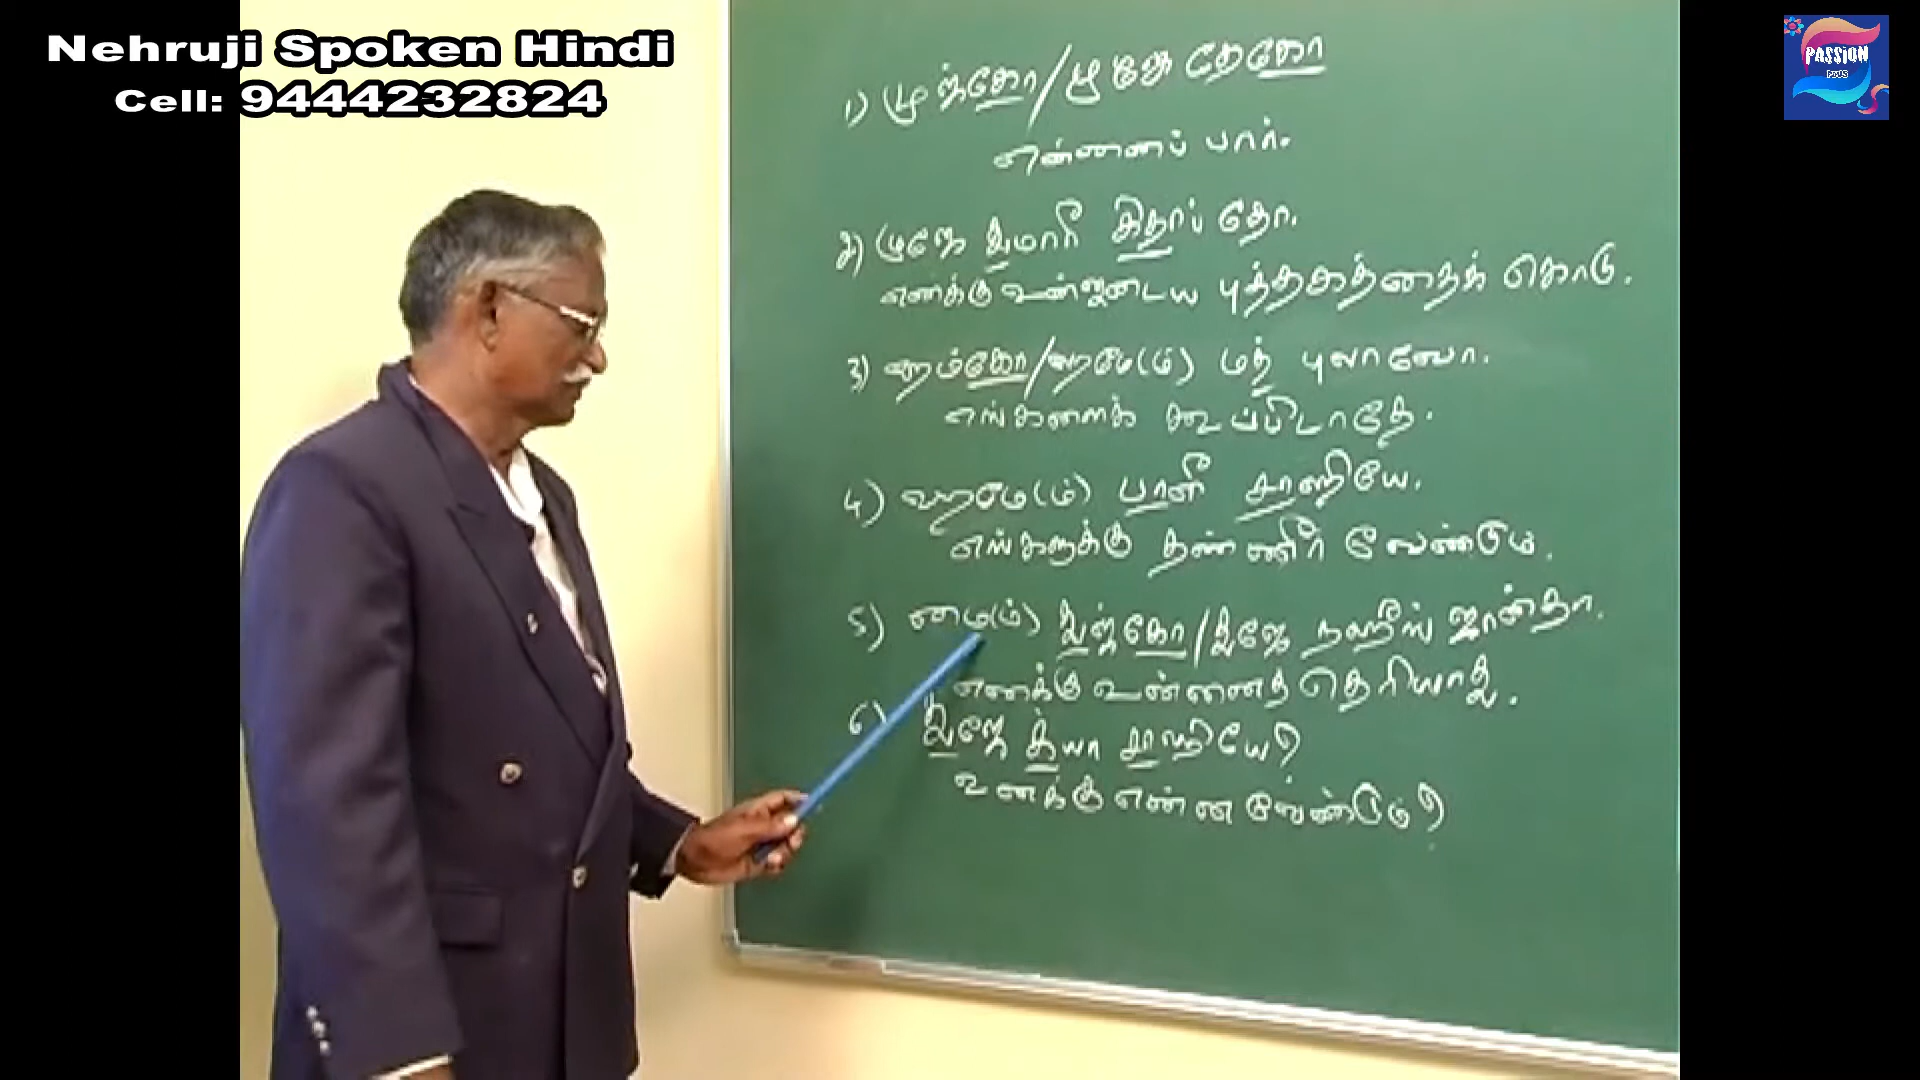 Nehruji Spoken Hindi
Cell: 9444232824
PASSION
PLUS
1) முஜ்கோ/முஜே தேகோ
என்னைப் பார்.
2) முஜே துமாரீ கிதாப் தோ.
எனக்கு உன்னுடைய புத்தகத்தைக் கொடு.
3) ஹம்கோ/ஹமே(ம்) மத் புலாவோ.
எங்களைக் கூப்பிடாதே.
4) ஹமே(ம்) பானீ சாஹியே.
எங்களுக்கு தண்ணீர் வேண்டும்.
5) மை(ம்) துஜ்கோ/துஜே நஹீம் ஜான்தா.
எனக்கு உன்னைத் தெரியாது.
6) துஜே க்யா சாஹியே?
உனக்கு என்ன வேண்டும்?